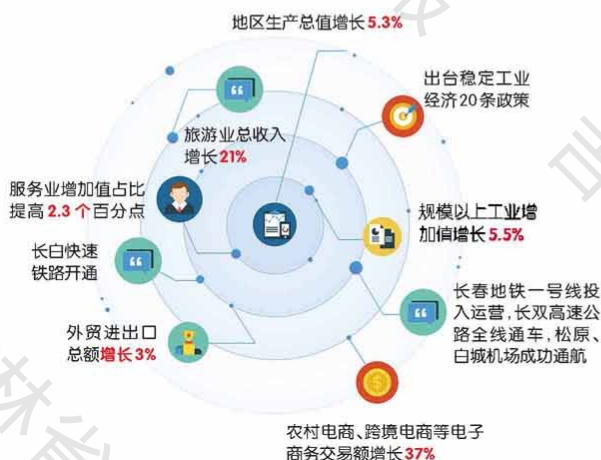 地区生产总值增长5.3%
出台稳定工业
经济20条政策
旅游业总收入
增长21%
服务业增加值占比
提高2.3个百分点
规模以上工业增
加值增长5.5%
长白快速
铁路开通
长春地铁一号线投
入运营,长双高速公
路全线通车,松原、
白城机场成功通航
外贸进出口
总额增长3%
农村电商、跨境电商等电子
商务交易额增长37%
吉
林省